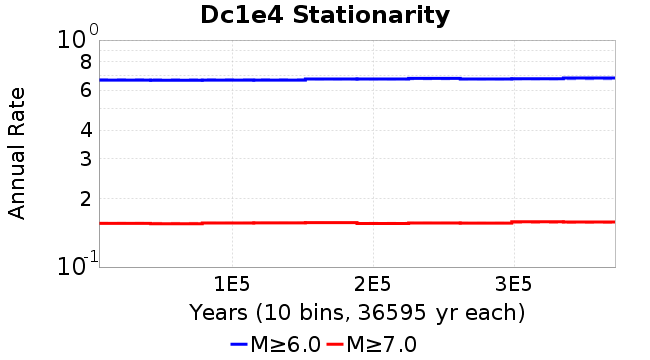 Dc1e4 Stationarity
Annual Rate
10^0
8
6
4
3
2
10^-1
1E5 2E5 3E5
Years (10 bins, 36595 yr each)
M≥6.0 M≥7.0